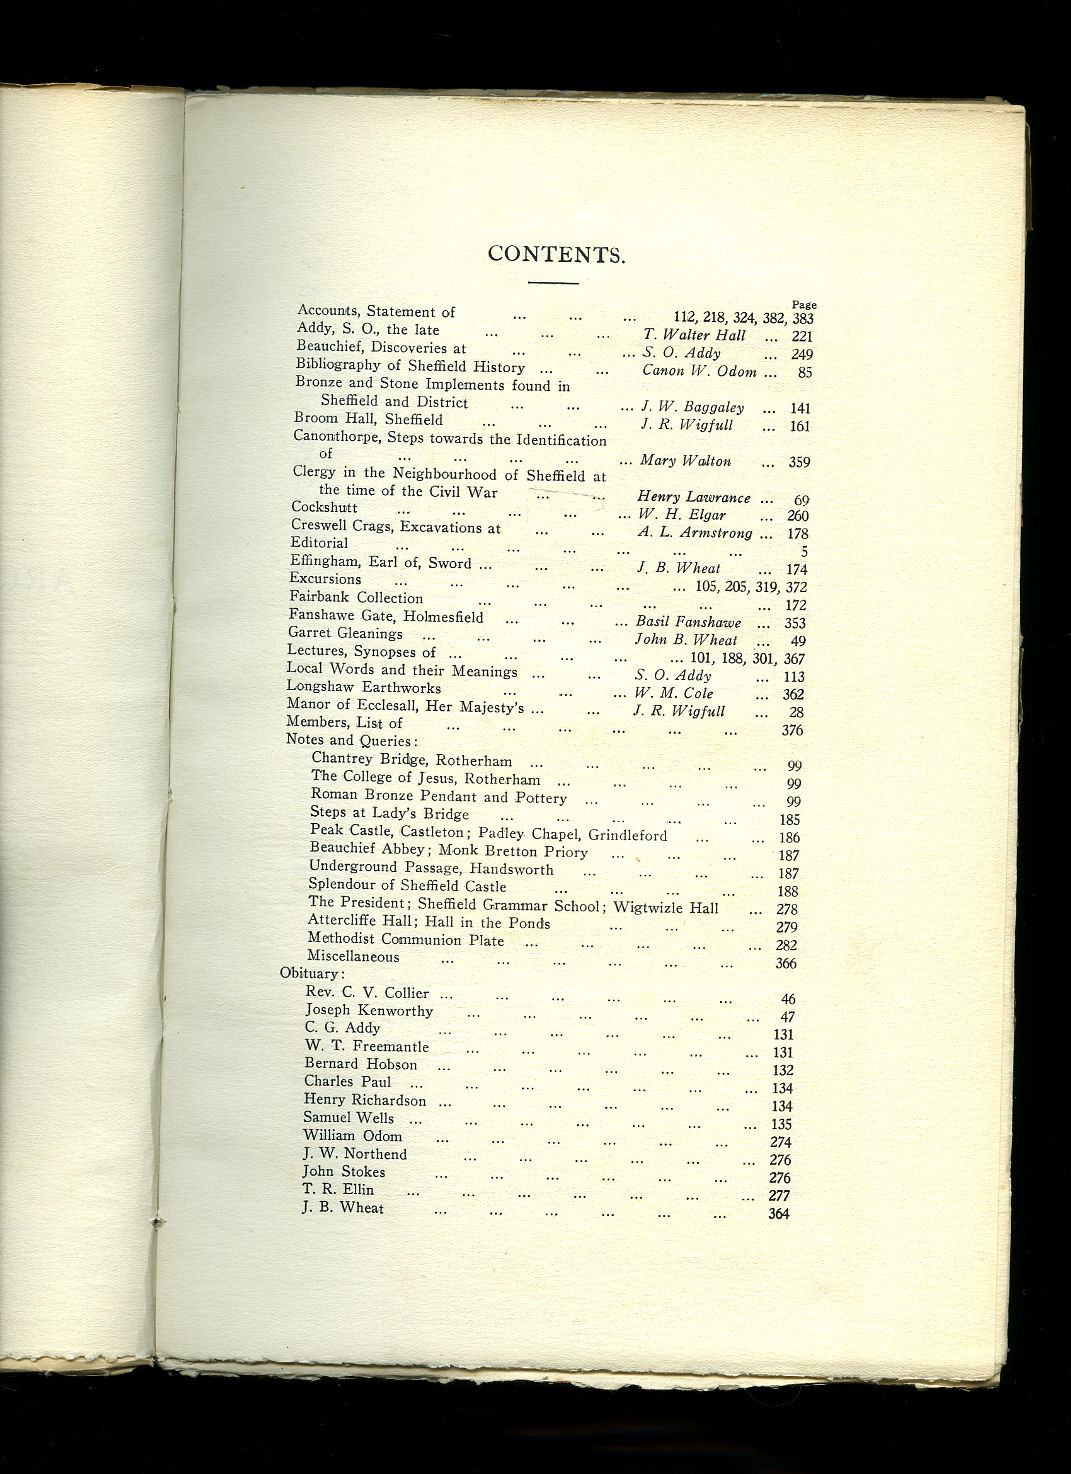 CONTENTS.
Page
Accounts, Statement of ... ... ... 112, 218, 324, 382, 383
Addy, S. O., the late ... ... ... T. Walter Hall ... 221
Beauchief, Discoveries at ... ... ... S. O. Addy ... 249
Bibliography of Sheffield History ... ... Canon W. Odom ... 85
Bronze and Stone Implements found in
Sheffield and District ... ... ... J. W. Baggaley ... 141
Broom Hall, Sheffield ... ... ... J. R. Wigfull ... 161
Canonthorpe, Steps towards the Identification
of ... ... ... ... ... Mary Walton ... 359
Clergy in the Neighbourhood of Sheffield at
the time of the Civil War ... ... Henry Lawrance ... 69
Cockshutt ... ... ... ... ... W. H. Elgar ... 260
Creswell Crags, Excavations at ... ... A. L. Armstrong ... 178
Editorial ... ... ... ... ... ... ... 5
Effingham, Earl of, Sword ... ... ... J. B. Wheat ... 174
Excursions ... ... ... ... ... ... 105, 205, 319, 372
Fairbank Collection ... ... ... ... ... ... 172
Fanshawe Gate, Holmesfield ... ... ... Basil Fanshawe ... 353
Garret Gleanings ... ... ... ... John B. Wheat ... 49
Lectures, Synopses of ... ... ... ... ... 101, 188, 301, 367
Local Words and their Meanings ... ... S. O. Addy ... 113
Longshaw Earthworks ... ... ... W. M. Cole ... 362
Manor of Ecclesall, Her Majesty's ... ... J. R. Wigfull ... 28
Members, List of ... ... ... ... ... ... 376
Notes and Queries:
Chantrey Bridge, Rotherham ... ... ... ... ... 99
The College of Jesus, Rotherham ... ... ... ... 99
Roman Bronze Pendant and Pottery ... ... ... ... 99
Steps at Lady's Bridge ... ... ... ... ... 185
Peak Castle, Castleton; Padley Chapel, Grindleford ... ... 186
Beauchief Abbey; Monk Bretton Priory ... ... ... 187
Underground Passage, Handsworth ... ... ... ... 187
Splendour of Sheffield Castle ... ... ... ... 188
The President; Sheffield Grammar School; Wigtwizle Hall ... 278
Attercliffe Hall; Hall in the Ponds ... ... ... 279
Methodist Communion Plate ... ... ... ... ... 282
Miscellaneous ... ... ... ... ... ... 366
Obituary:
Rev. C. V. Collier ... ... ... ... ... ... 46
Joseph Kenworthy ... ... ... ... ... ... 47
C. G. Addy ... ... ... ... ... ... 131
W. T. Freemantle ... ... ... ... ... ... 131
Bernard Hobson ... ... ... ... ... ... 132
Charles Paul ... ... ... ... ... ... ... 134
Henry Richardson ... ... ... ... ... ... 134
Samuel Wells ... ... ... ... ... ... ... 135
William Odom ... ... ... ... ... ... 274
J. W. Northend ... ... ... ... ... ... 276
John Stokes ... ... ... ... ... ... 276
T. R. Ellin ... ... ... ... ... ... ... 277
J. B. Wheat ... ... ... ... ... ... 364